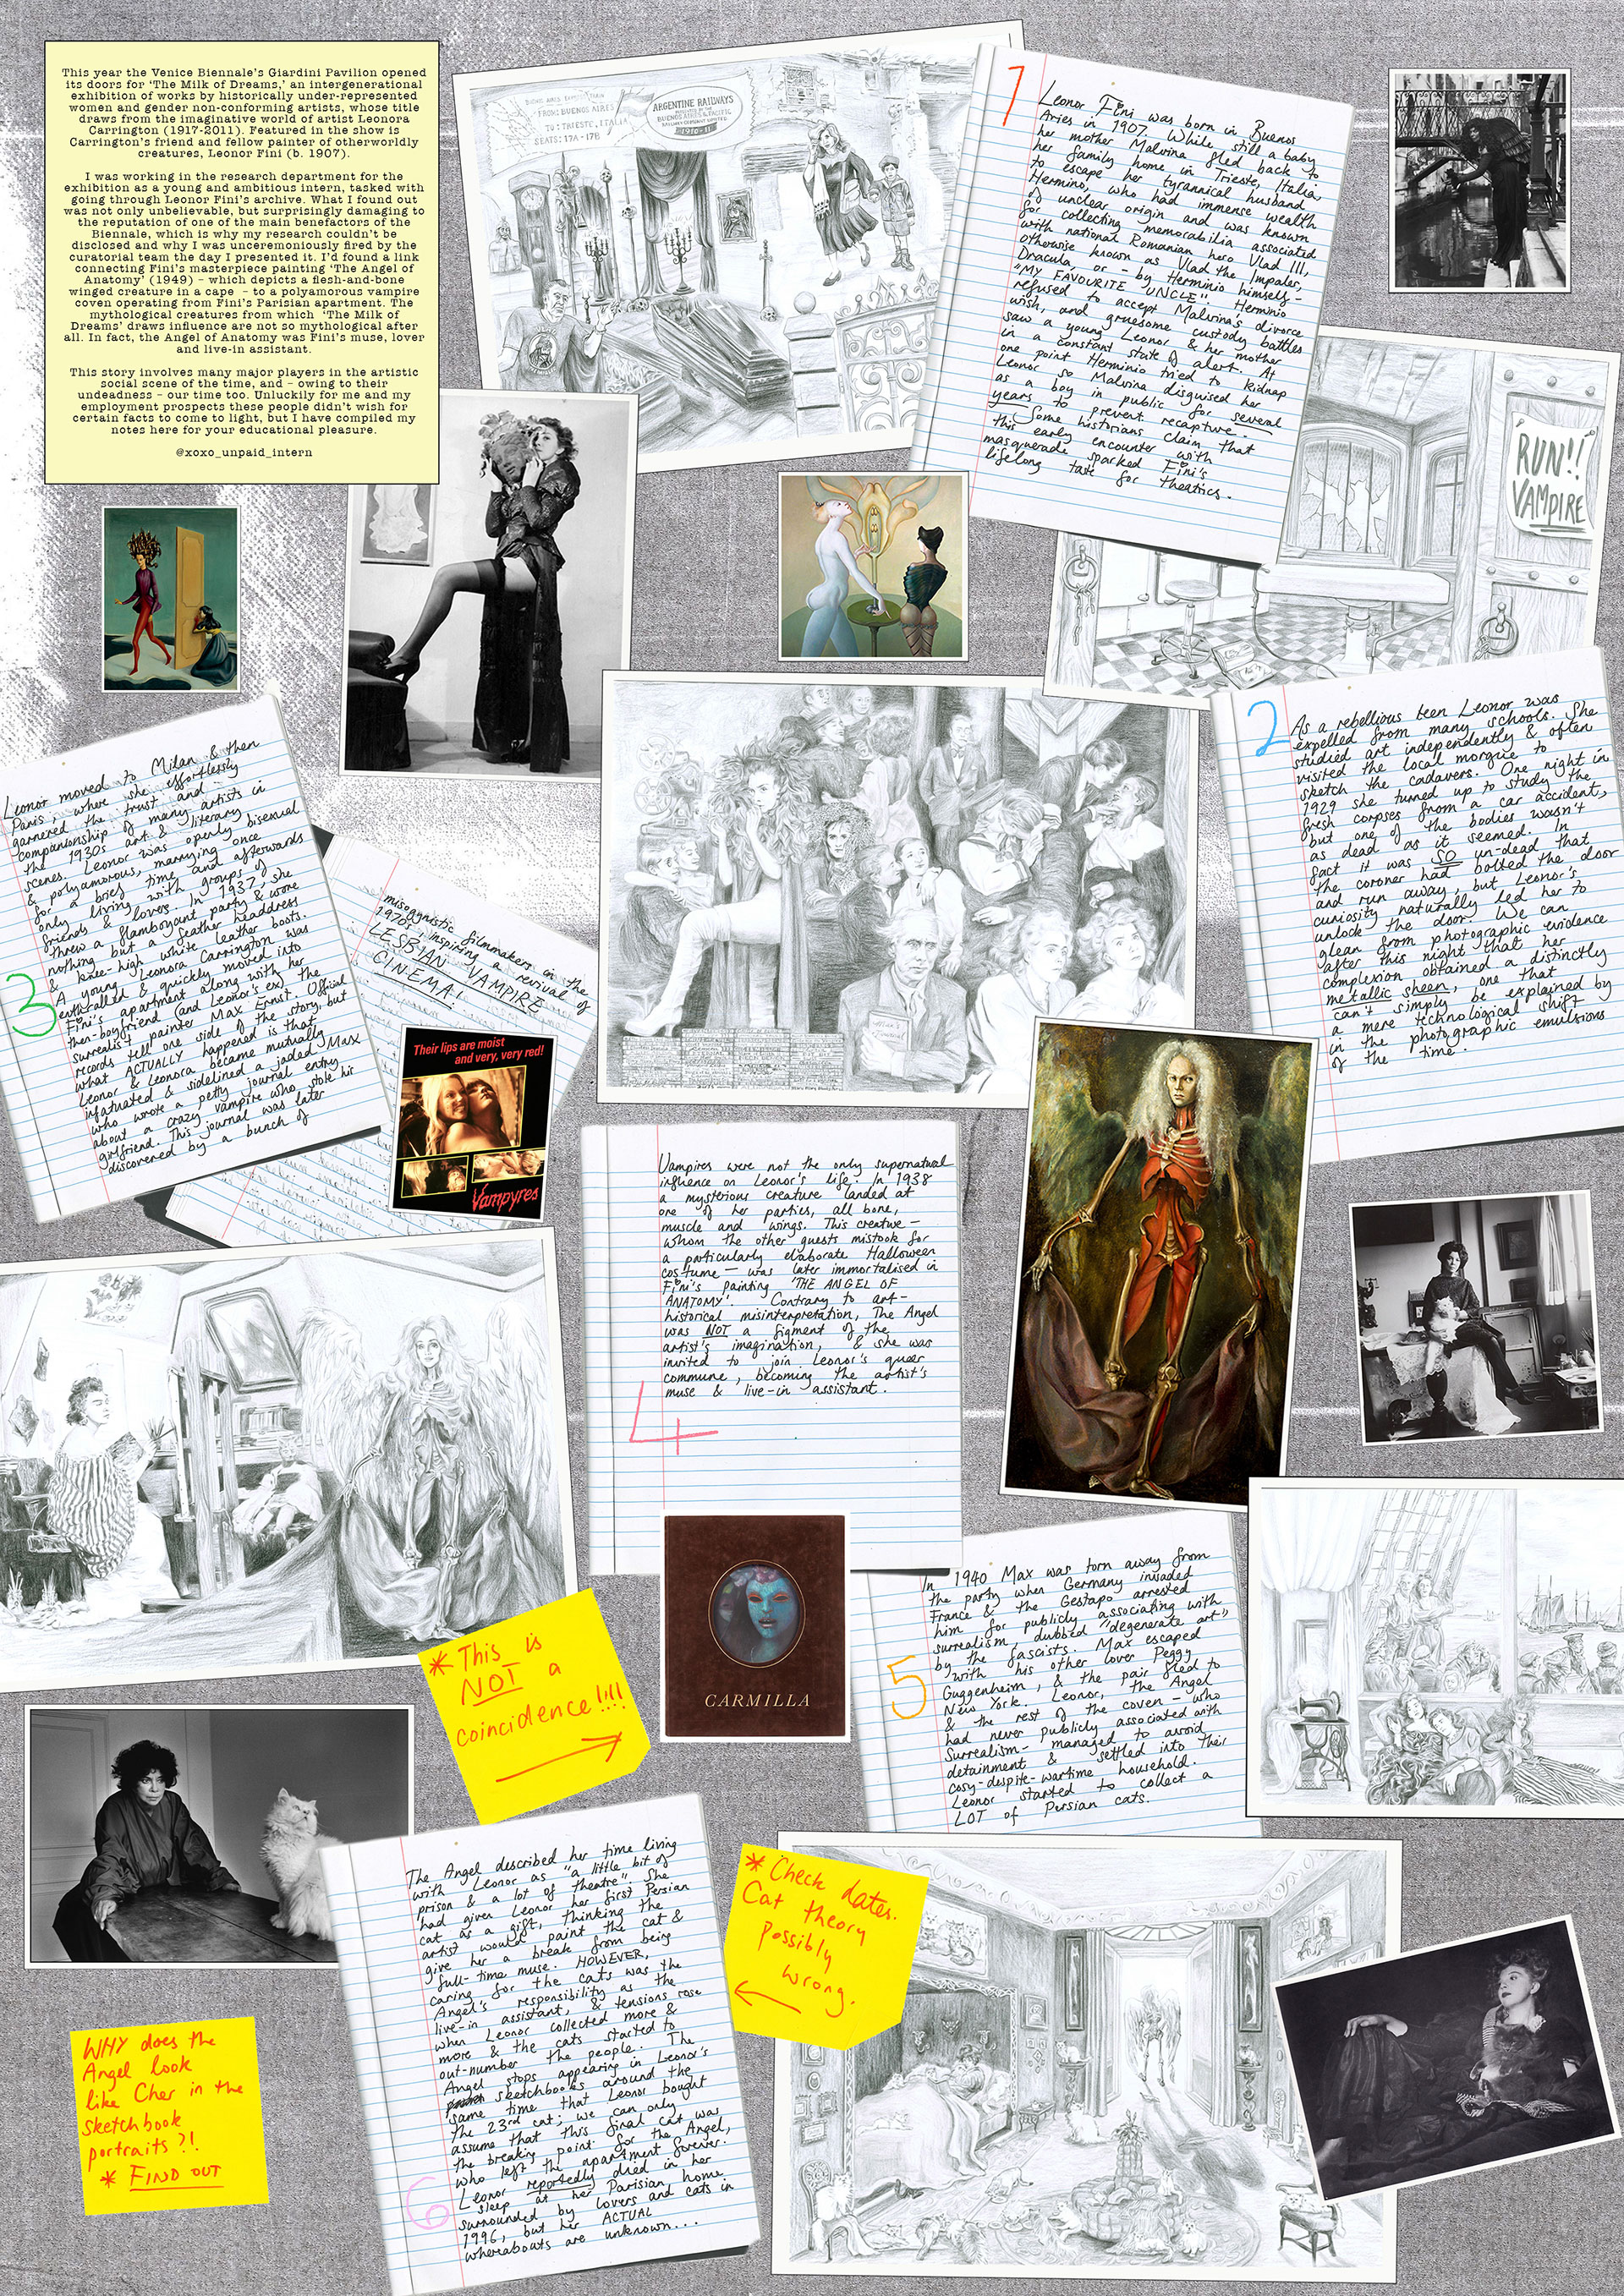 This year the Venice Biennale's Giardini Pavilion opened
its doors for 'The Milk of Dreams,' an intergenerational
exhibition of works by historically under-represented
women and gender non-conforming artists, whose title
draws from the imaginative world of artist Leonora
Carrington (1917-2011). Featured in the show is
Carrington's friend and fellow painter of otherworldly
creatures, Leonor Fini (b. 1907).
I was working in the research department for the
exhibition as a young and ambitious intern, tasked with
going through Leonor Fini's archive. What I found out
was not only unbelievable, but surprisingly damaging to
the reputation of one of the main benefactors of the
Biennale, which is why my research couldn't be
disclosed and why I was unceremoniously fired by the
curatorial team the day I presented it. I'd found a link
connecting Fini's masterpiece painting 'The Angel of
Anatomy' (1949) – which depicts a flesh-and-bone
winged creature in a cape – to a polyamorous vampire
coven operating from Fini's Parisian apartment. The
mythological creatures from which 'The Milk of
Dreams' draws influence are not so mythological after
all. In fact, the Angel of Anatomy was Fini's muse, lover
and live-in assistant.
This story involves many major players in the artistic
social scene of the time, and – owing to their
undeadness – our time too. Unluckily for me and my
employment prospects these people didn't wish for
certain facts to come to light, but I have compiled my
notes here for your educational pleasure.
@xoxo_unpaid_intern
FROM: BUENOS AIRES
TO: TRIESTE, ITALIA
SEATS: 17A - 17B
ARGENTINE RAILWAYS
BUENOS AIRES & PACIFIC
1910-11
1
Leonor Fini was born in Buenos
Aries in 1907. While still a baby
her mother Malvina fled back to
her family home in Trieste, Italia
to escape her tyrannical husband
Hermino, who had immense wealth
of unclear origin and was known
for collecting memorabilia associated
with national Romanian hero Vlad III,
otherwise known as Vlad the Impaler,
Dracula, or - by Herminio himself -
"MY FAVOURITE UNCLE". Herminio
refused to accept Malvina's divorce
wish, and gruesome custody battles
saw a young Leonor & her mother
in a constant state of alert. At
one point Herminio tried to kidnap
Leonor so Malvina disguised her
as a boy in public for several
years to prevent recapture.
Some historians claim that
this early encounter with
masquerade sparked Fini's
lifelong taste for theatrics.
RUN!!
VAMPIRE
2
As a rebellious teen Leonor was
expelled from many schools. She
studied art independently & often
visited the local morgue to
sketch the cadavers. One night in
1929 she turned up to study the
fresh corpses from a car accident,
but one of the bodies wasn't
as dead as it seemed. In
fact it was SO un-dead that
the coroner had bolted the door
and run away, but Leonor's
curiosity naturally led her to
unlock the door. We can
glean from photographic evidence
after this night that her
complexion obtained a distinctly
metallic sheen, one that
can't simply be explained by
a mere technological shift
in the photographic emulsions
of the time.
3
Leonor moved to Milan & then
Paris, where she effortlessly
garnered the trust and
companionship of many artists in
the 1930s art & literary
scenes. Leonor was openly bisexual
& polyamorous, marrying once
for a brief time and afterwards
only living with groups of
friends & lovers. In 1937, she
threw a flamboyant party & wore
nothing but a feather headdress
& knee-high white leather boots.
A young Leonora Carrington was
enthralled & quickly moved into
Fini's apartment along with her
then-boyfriend (and Leonor's ex) the
surrealist painter Max Ernst. Official
records tell one side of the story, but
what ACTUALLY happened is that
Leonor & Leonora became mutually
infatuated & sidelined a jaded Max
who wrote a petty journal entry
about a crazy vampire who stole his
girlfriend. This journal was later
discovered by a bunch of
misogynistic filmmakers in the
1970s, inspiring a revival of
LESBIAN VAMPIRE
CINEMA!
Their lips are moist
and very, very red!
Vampyres
4
Vampires were not the only supernatural
influence on Leonor's life. In 1938
a mysterious creature landed at
one of her parties, all bone,
muscle and wings. This creature -
whom the other guests mistook for
a particularly elaborate Halloween
costume - was later immortalised in
Fini's painting 'THE ANGEL OF
ANATOMY'. Contrary to art-
historical misinterpretation, The Angel
was NOT a figment of the
artist's imagination, & she was
invited to join Leonor's queer
commune, becoming the artist's
muse & live-in assistant.
* This is
NOT a
coincidence!!!!
CARMILLA
5
In 1940 Max was torn away from
the party when Germany invaded
France & the Gestapo arrested
him for publicly associating with
surrealism, dubbed "degenerate art"
by the fascists. Max escaped
with his other lover Peggy
Guggenheim, & the pair fled to
New York. Leonor, the Angel
& the rest of the coven - who
had never publicly associated with
Surrealism - managed to avoid
detainment & settled into their
cosy-despite-wartime household.
Leonor started to collect a
LOT of Persian cats.
6
The Angel described her time living
with Leonor as "a little bit of
prison & a lot of theatre". She
had given Leonor her first Persian
cat as a gift, thinking the
artist would paint the cat &
give her a break from being
full-time muse. HOWEVER,
caring for the cats was the
Angel's responsibility as the
live-in assistant, & tensions rose
when Leonor collected more &
more & the cats started to
out-number the people. The
Angel stops appearing in Leonor's
sketchbooks around the
same time that Leonor bought
the 23rd cat; we can only
assume that this final cat was
the breaking point for the Angel,
who left the apartment forever.
Leonor reportedly died in her
sleep at her Parisian home
surrounded by lovers and cats in
1996, but her ACTUAL
whereabouts are unknown...
* Check dates.
Cat theory
possibly
wrong.
WHY does the
Angel look
like Cher in the
sketchbook
portraits?!
* FIND OUT